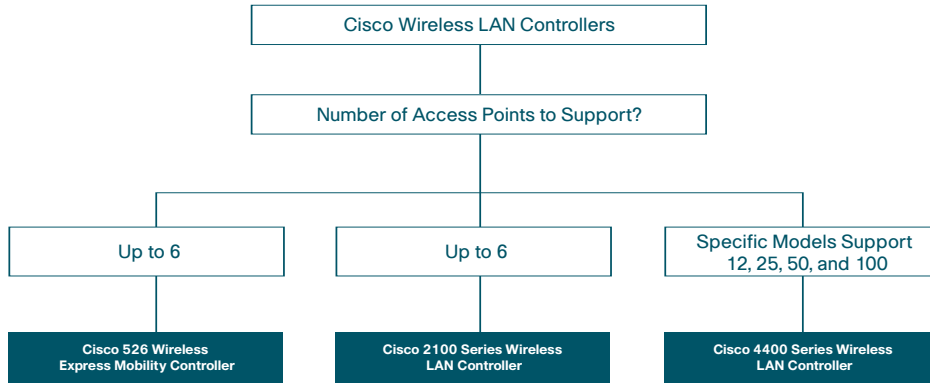 Cisco Wireless LAN Controllers
Number of Access Points to Support?
Up to 6
Up to 6
Specific Models Support
12, 25, 50, and 100
Cisco 526 Wireless
Express Mobility Controller
Cisco 2100 Series Wireless
LAN Controller
Cisco 4400 Series Wireless
LAN Controller